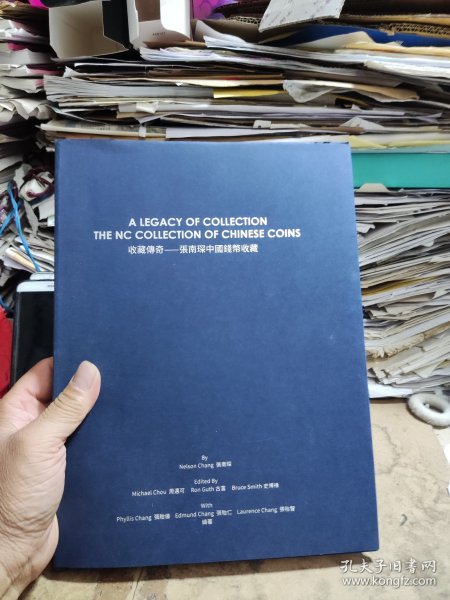 A LEGACY OF COLLECTION
THE NC COLLECTION OF CHINESE COINS
收藏傳奇——張南琛中國錢幣收藏
By
Nelson Chang 張南琛
Edited By
Michael Chou 周邁可 Ron Guth 古富 Bruce Smith 史博祿
With
Phyllis Chang 張貽倩 Edmund Chang 張貽仁 Laurence Chang 張貽智
編著
孔夫子旧书网
www.kongfz.com